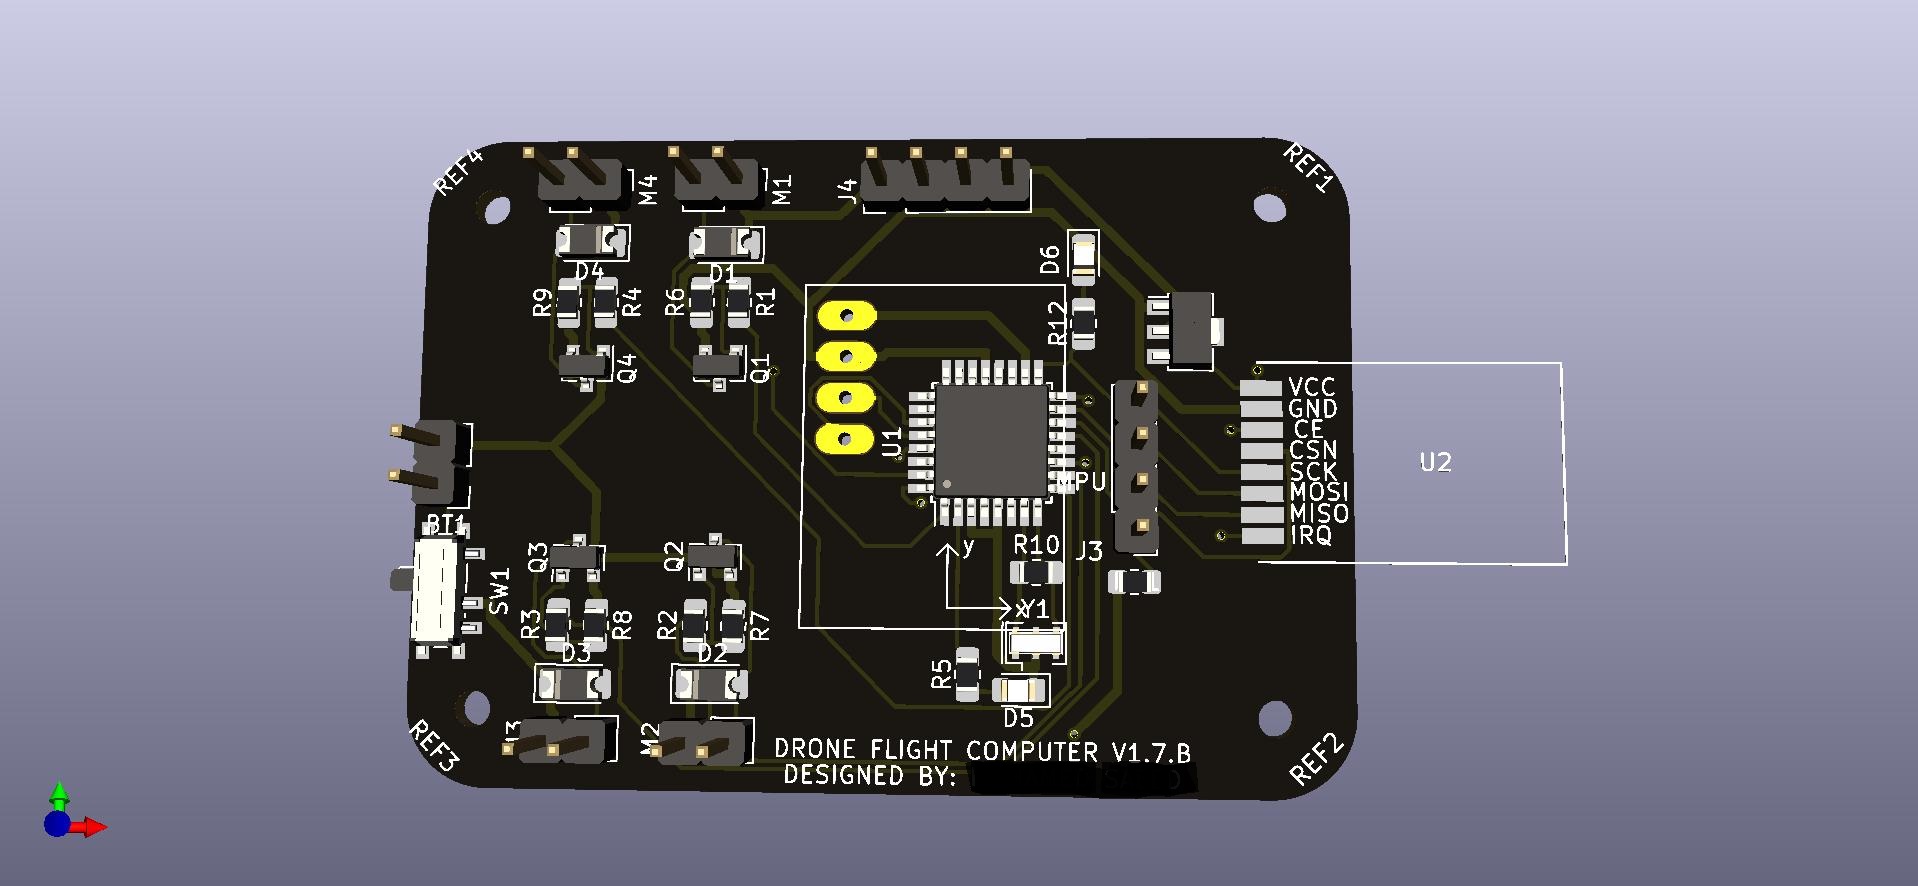 REF4
REF1
M4
M1
J4
D6
D4
D1
R9
R4
R6
R1
R12
Q4
Q1
VCC
GND
CE
CSN
SCK
MOSI
MISO
IRQ
U2
U1
MPU
BT1
y
R10
J3
Q3
Q2
SW1
x
Y1
R3
R8
R2
R7
D3
D2
R5
D5
M2
REF3
REF2
DRONE FLIGHT COMPUTER V1.7.B
DESIGNED BY: